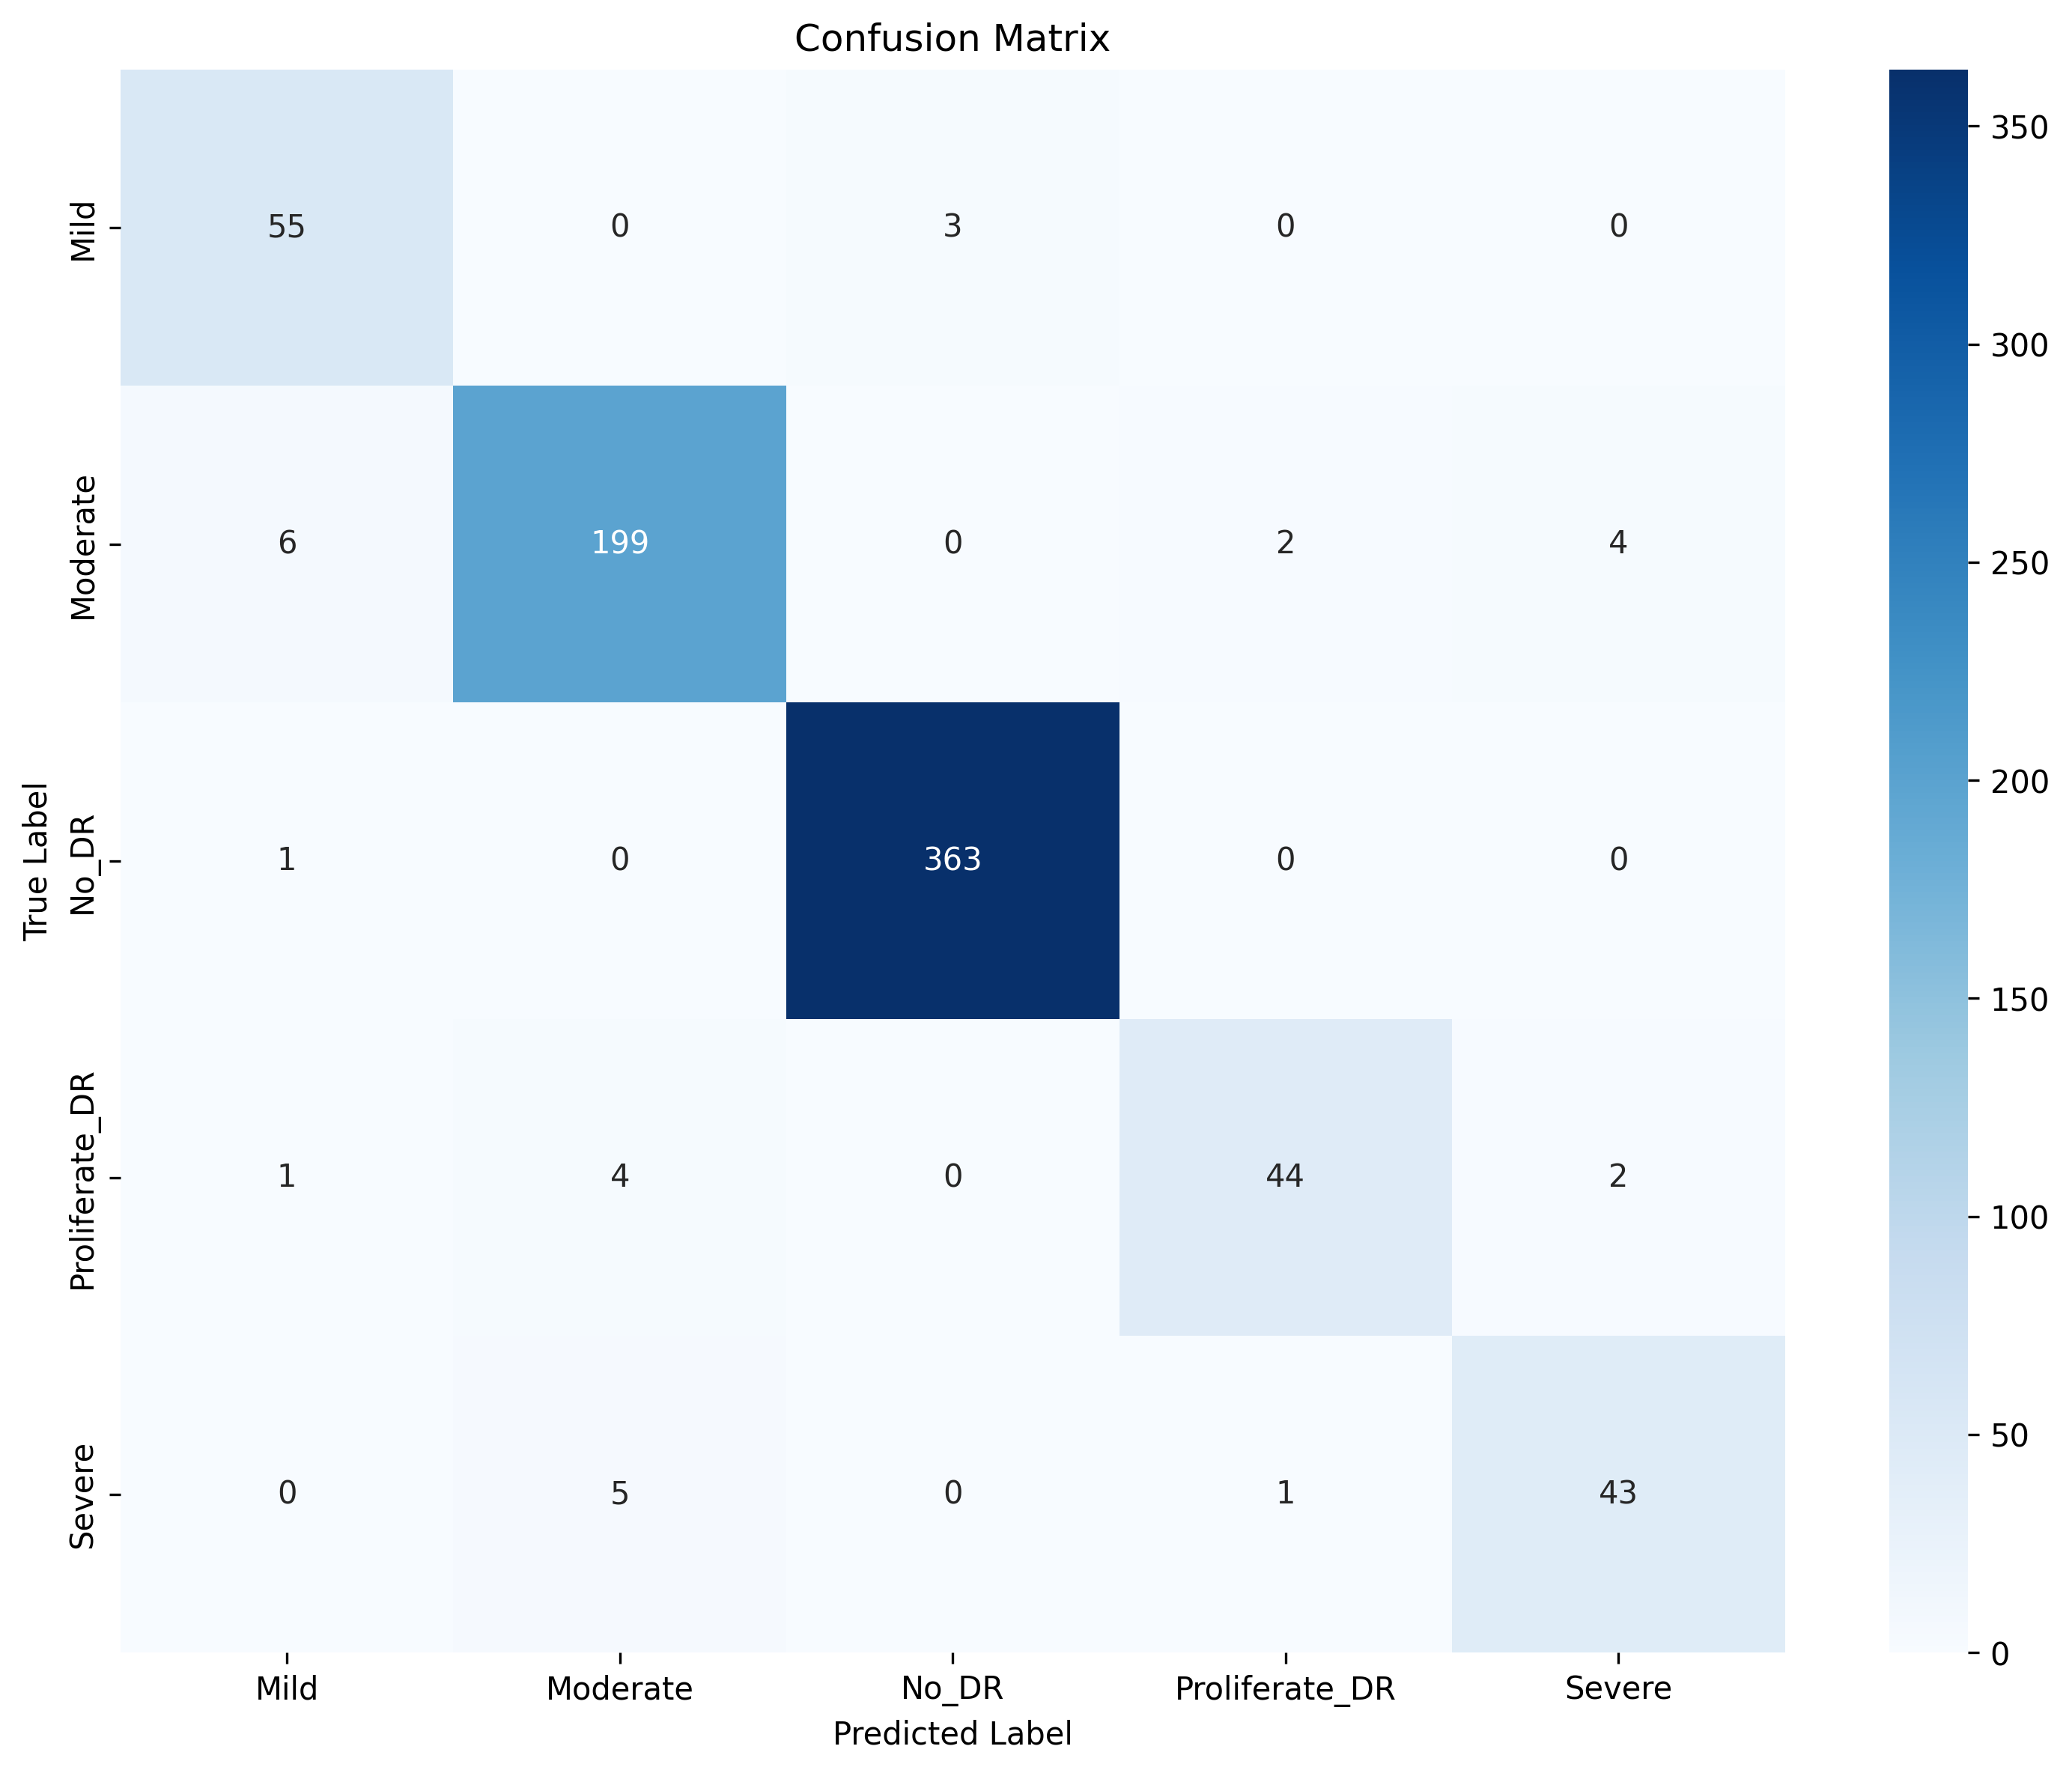 Confusion Matrix
True Label
Mild
55 0 3 0 0
Moderate
6 199 0 2 4
No_DR
1 0 363 0 0
Proliferate_DR
1 4 0 44 2
Severe
0 5 0 1 43
Mild Moderate No_DR Proliferate_DR Severe
Predicted Label
350
300
250
200
150
100
50
0